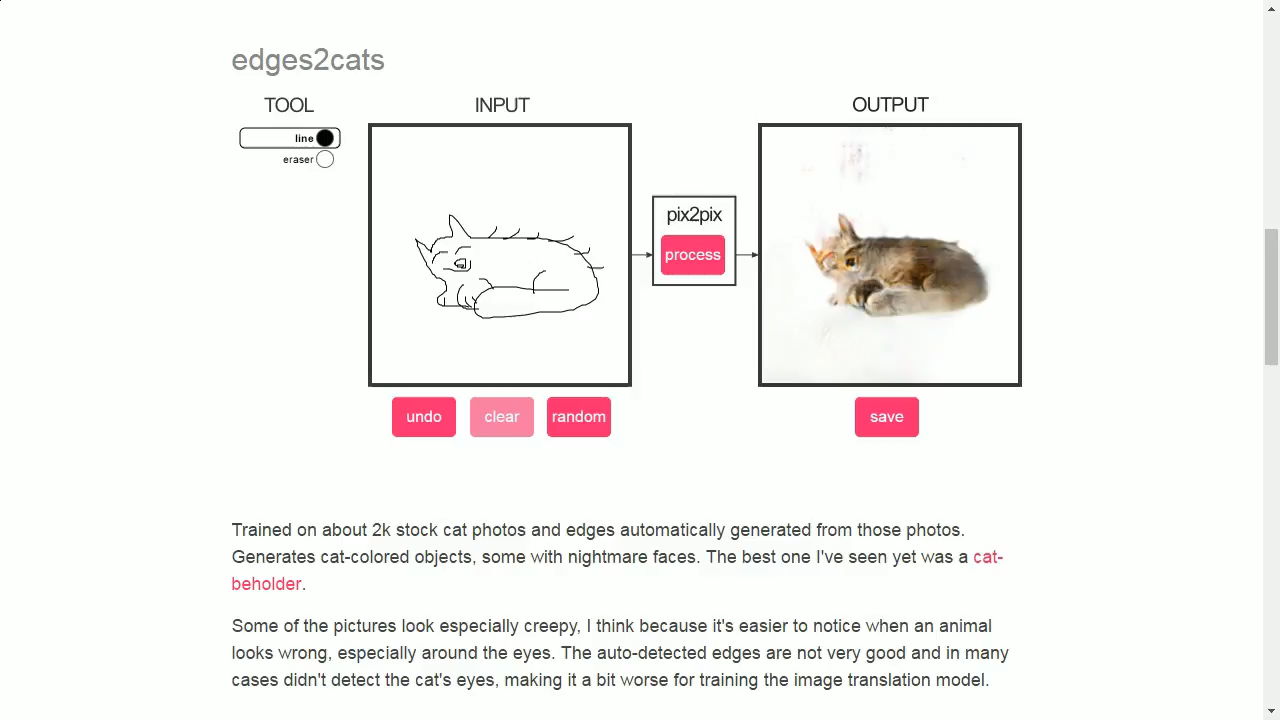 edges2cats
TOOL
INPUT
OUTPUT
line
eraser
pix2pix
process
undo
clear
random
save
Trained on about 2k stock cat photos and edges automatically generated from those photos.
Generates cat-colored objects, some with nightmare faces. The best one I've seen yet was a cat-
beholder.
Some of the pictures look especially creepy, I think because it's easier to notice when an animal
looks wrong, especially around the eyes. The auto-detected edges are not very good and in many
cases didn't detect the cat's eyes, making it a bit worse for training the image translation model.